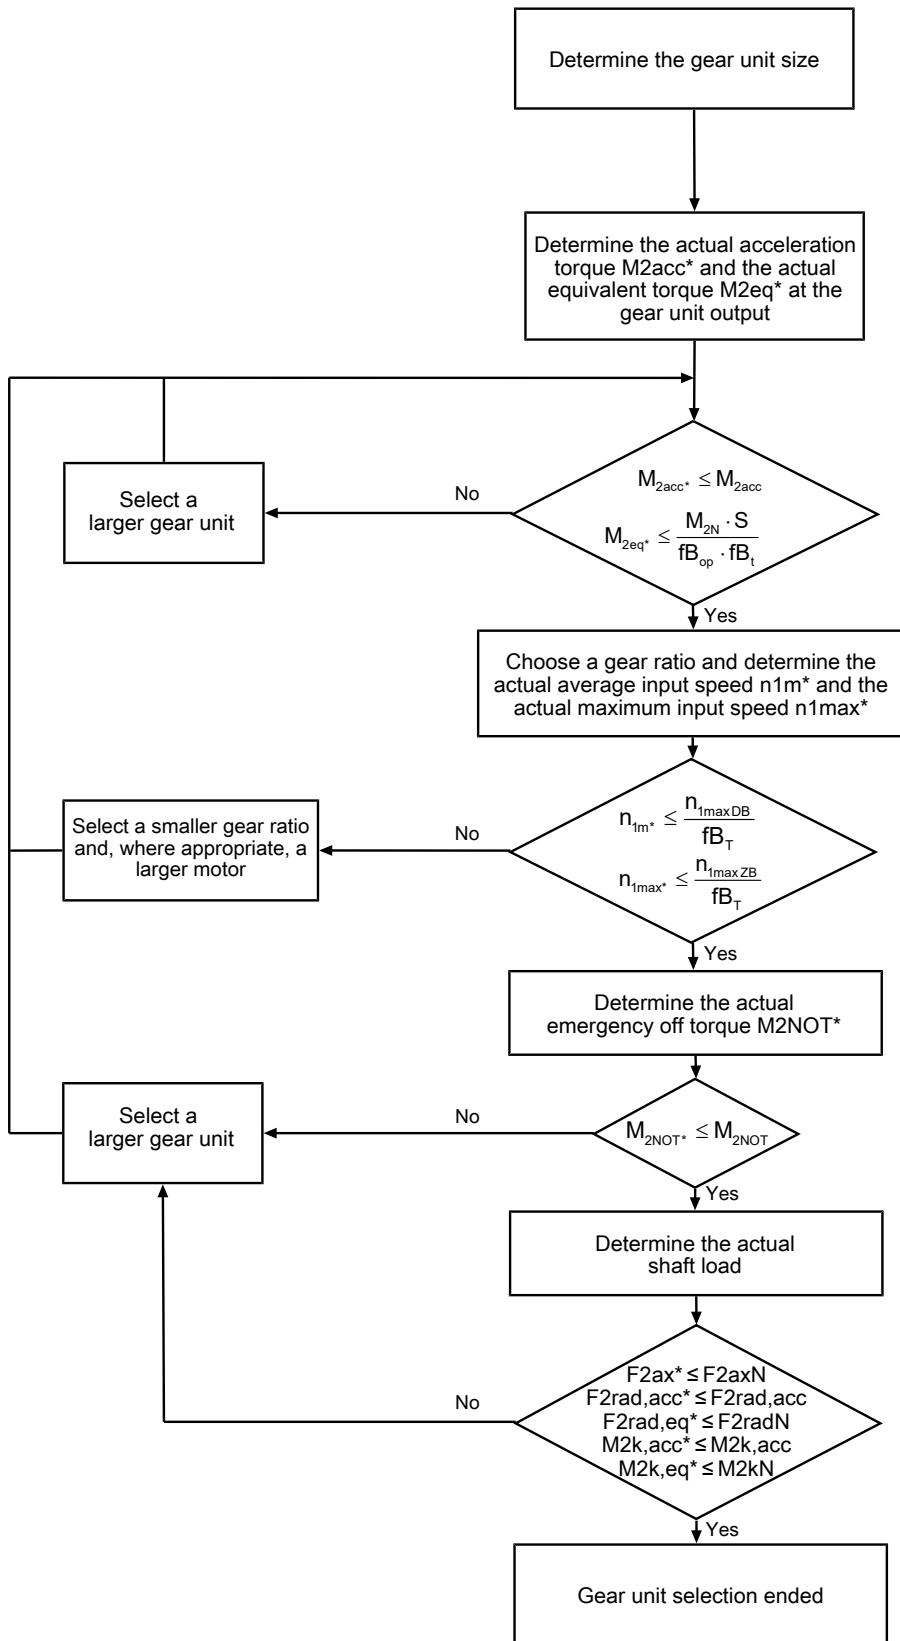 Determine the gear unit size
Determine the actual acceleration
torque M2acc* and the actual
equivalent torque M2eq* at the
gear unit output
Select a
larger gear unit
No
M2acc* ≤ M2acc
M2eq* ≤ M2N · S / fBop · fBt
Yes
Choose a gear ratio and determine the
actual average input speed n1m* and the
actual maximum input speed n1max*
Select a smaller gear ratio
and, where appropriate, a
larger motor
No
n1m* ≤ n1maxDB / fBT
n1max* ≤ n1maxZB / fBT
Yes
Determine the actual
emergency off torque M2NOT*
Select a
larger gear unit
No
M2NOT* ≤ M2NOT
Yes
Determine the actual
shaft load
No
F2ax* ≤ F2axN
F2rad,acc* ≤ F2rad,acc
F2rad,eq* ≤ F2radN
M2k,acc* ≤ M2k,acc
M2k,eq* ≤ M2kN
Yes
Gear unit selection ended